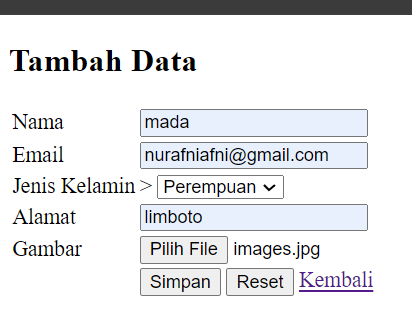 Tambah Data
Nama mada
Email nurafniafni@gmail.com
Jenis Kelamin > Perempuan
Alamat limboto
Gambar Pilih File images.jpg
Simpan Reset Kembali